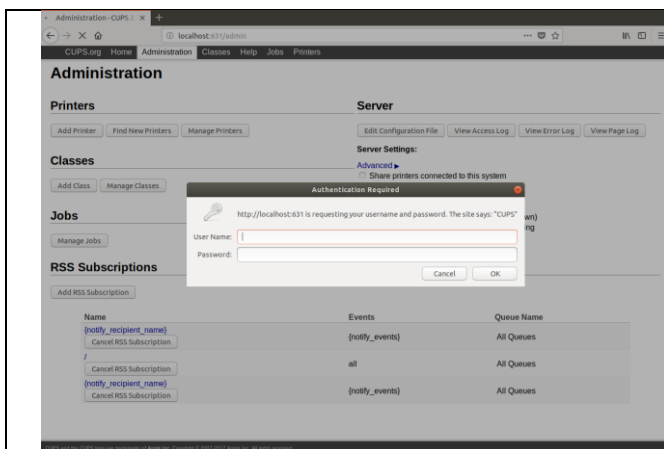 Administration - CUPS
localhost:631/admin
CUPS.org Home Administration Classes Help Jobs Printers
Administration
Printers
Server
Add Printer Find New Printers Manage Printers
Edit Configuration File View Access Log View Error Log View Page Log
Server Settings:
Classes
Advanced ▶
Share printers connected to this system
Add Class Manage Classes
Authentication Required
http://localhost:631 is requesting your username and password. The site says: "CUPS"
wn)
ng
Jobs
User Name:
Manage Jobs
Password:
Cancel OK
RSS Subscriptions
Add RSS Subscription
Name Events Queue Name
{notify_recipient_name}
Cancel RSS Subscription {notify_events} All Queues
/
Cancel RSS Subscription all All Queues
{notify_recipient_name}
Cancel RSS Subscription {notify_events} All Queues